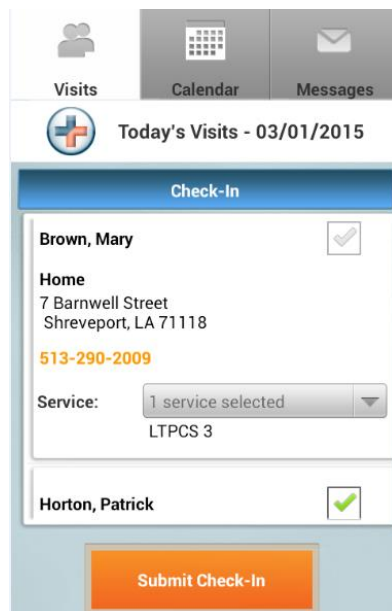 Visits
Calendar
Messages
Today's Visits - 03/01/2015
Check-In
Brown, Mary
Home
7 Barnwell Street
Shreveport, LA 71118
513-290-2009
Service:
1 service selected
LTPCS 3
Horton, Patrick
Submit Check-In